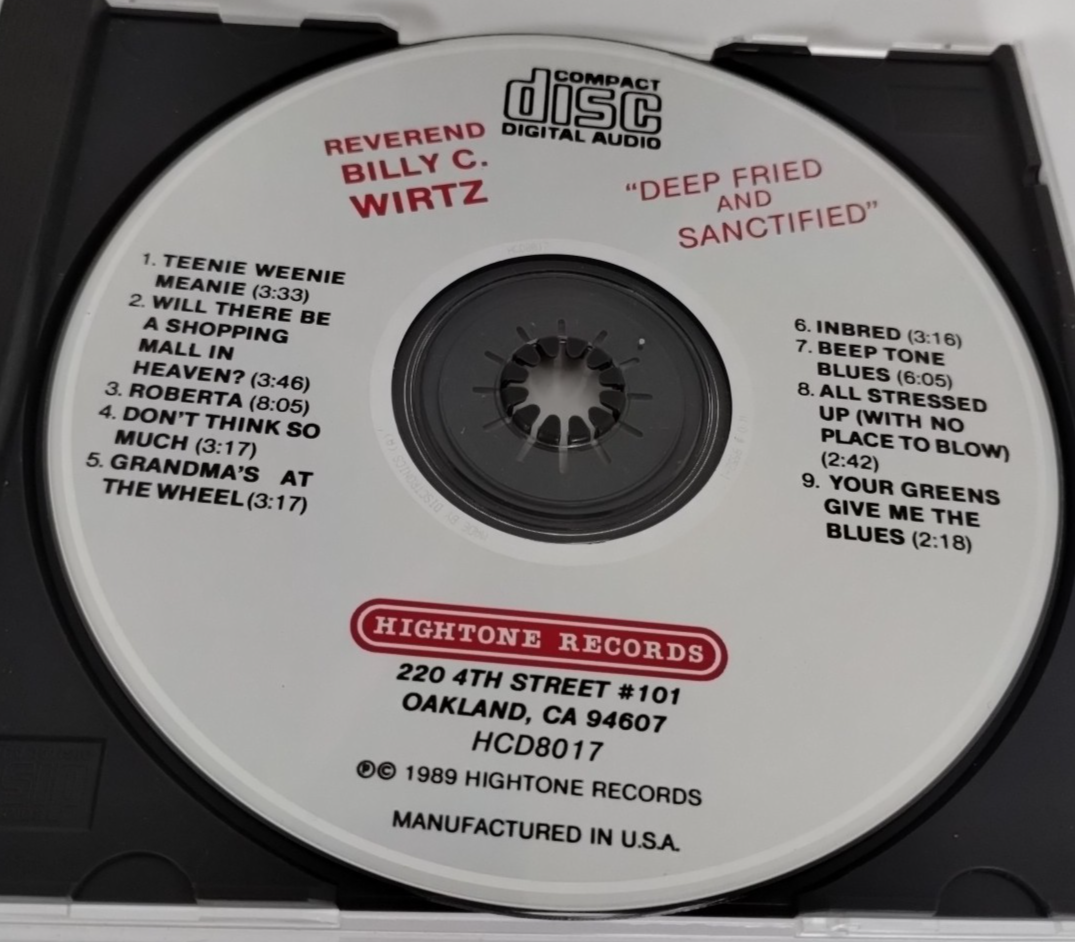 COMPACT
disc
DIGITAL AUDIO
REVEREND
BILLY C.
WIRTZ
"DEEP FRIED
AND
SANCTIFIED"
1. TEENIE WEENIE
MEANIE (3:33)
2. WILL THERE BE
A SHOPPING
MALL IN
HEAVEN? (3:46)
3. ROBERTA (8:05)
4. DON'T THINK SO
MUCH (3:17)
5. GRANDMA'S AT
THE WHEEL (3:17)
6. INBRED (3:16)
7. BEEP TONE
BLUES (6:05)
8. ALL STRESSED
UP (WITH NO
PLACE TO BLOW)
(2:42)
9. YOUR GREENS
GIVE ME THE
BLUES (2:18)
HIGHTONE RECORDS
220 4TH STREET #101
OAKLAND, CA 94607
HCD8017
℗© 1989 HIGHTONE RECORDS
MANUFACTURED IN U.S.A.